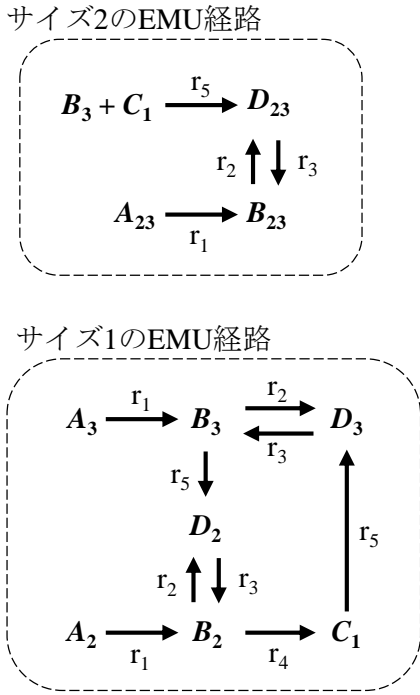 サイズ2のEMU経路
B₃ + C₁ r₅ D₂₃
r₂ r₃
A₂₃ r₁ B₂₃
サイズ1のEMU経路
A₃ r₁ B₃ r₂ r₃ D₃
r₅
D₂
r₅
r₂ r₃
A₂ r₁ B₂ r₄ C₁